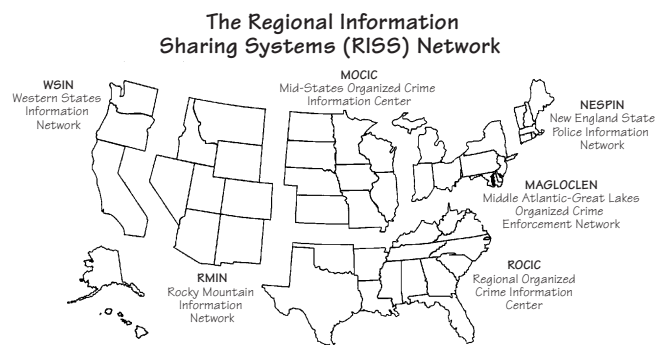 The Regional Information
Sharing Systems (RISS) Network
WSIN
Western States
Information
Network
MOCIC
Mid-States Organized Crime
Information Center
NESPIN
New England State
Police Information
Network
MAGLOCLEN
Middle Atlantic-Great Lakes
Organized Crime
Enforcement Network
RMIN
Rocky Mountain
Information
Network
ROCIC
Regional Organized
Crime Information
Center